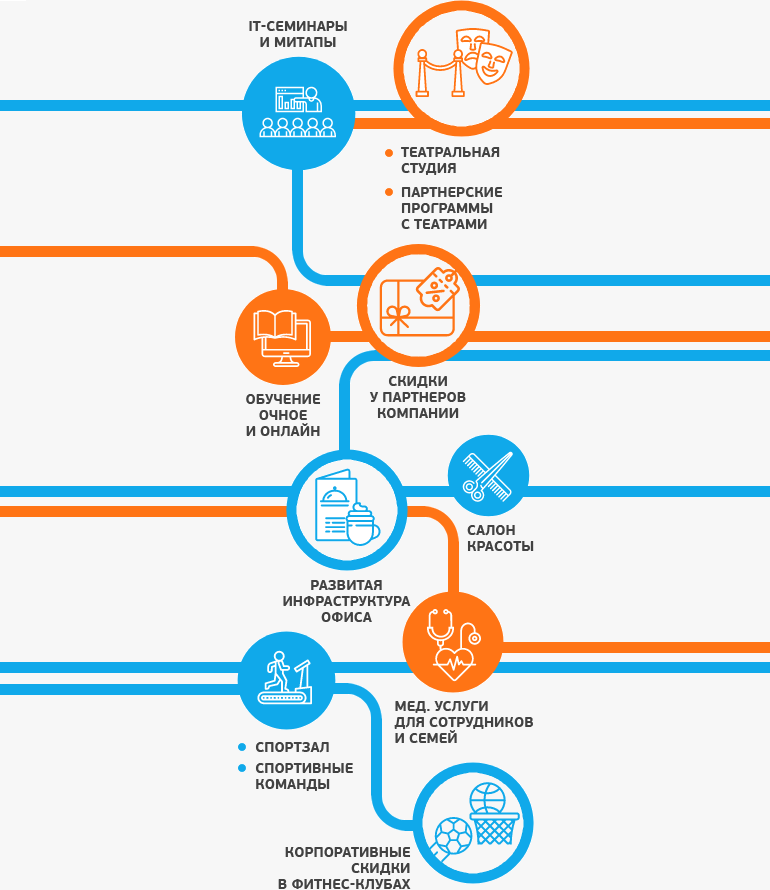 IT-СЕМИНАРЫ
И МИТАПЫ
ТЕАТРАЛЬНАЯ
СТУДИЯ
ПАРТНЕРСКИЕ
ПРОГРАММЫ
С ТЕАТРАМИ
СКИДКИ
У ПАРТНЕРОВ
КОМПАНИИ
ОБУЧЕНИЕ
ОЧНОЕ
И ОНЛАЙН
САЛОН
КРАСОТЫ
РАЗВИТАЯ
ИНФРАСТРУКТУРА
ОФИСА
МЕД. УСЛУГИ
ДЛЯ СОТРУДНИКОВ
И СЕМЕЙ
СПОРТЗАЛ
СПОРТИВНЫЕ
КОМАНДЫ
КОРПОРАТИВНЫЕ
СКИДКИ
В ФИТНЕС-КЛУБАХ